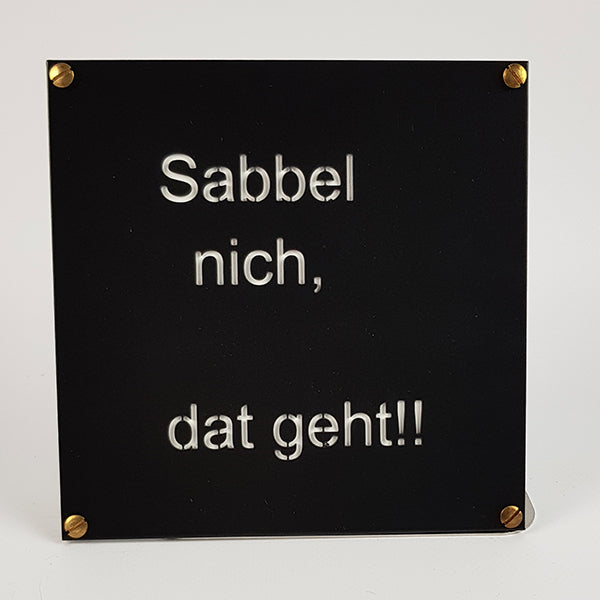 Sabbel
nich,
dat geht!!